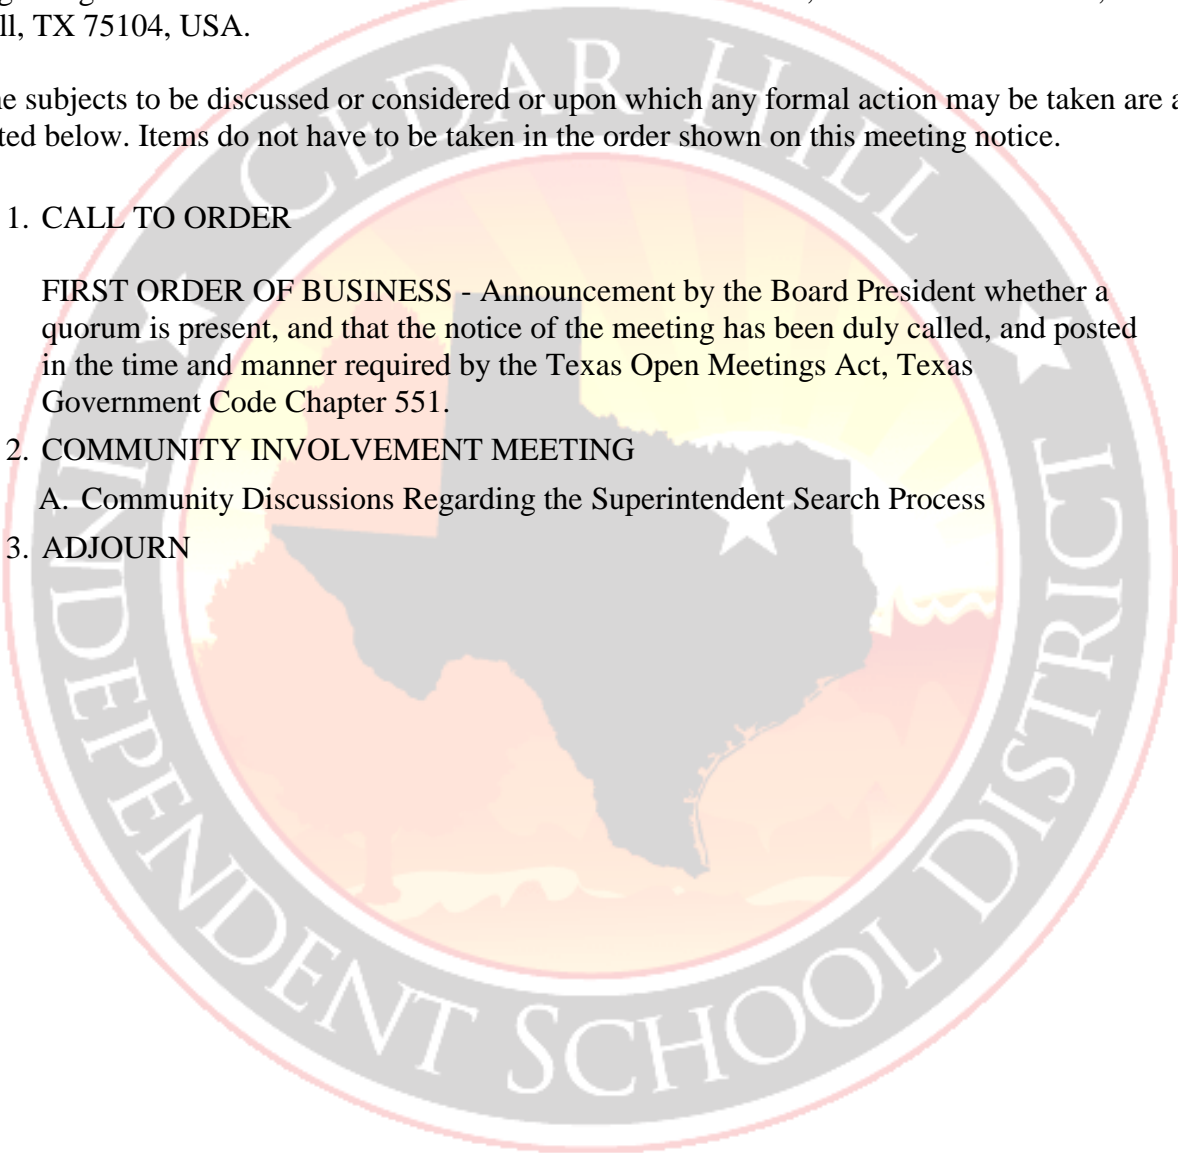 ll, TX 75104, USA.
e subjects to be discussed or considered or upon which any formal action may be taken are a
ted below. Items do not have to be taken in the order shown on this meeting notice.
1. CALL TO ORDER
FIRST ORDER OF BUSINESS - Announcement by the Board President whether a
quorum is present, and that the notice of the meeting has been duly called, and posted
in the time and manner required by the Texas Open Meetings Act, Texas
Government Code Chapter 551.
2. COMMUNITY INVOLVEMENT MEETING
A. Community Discussions Regarding the Superintendent Search Process
3. ADJOURN
CEDAR HILL
INDEPENDENT SCHOOL DISTRICT